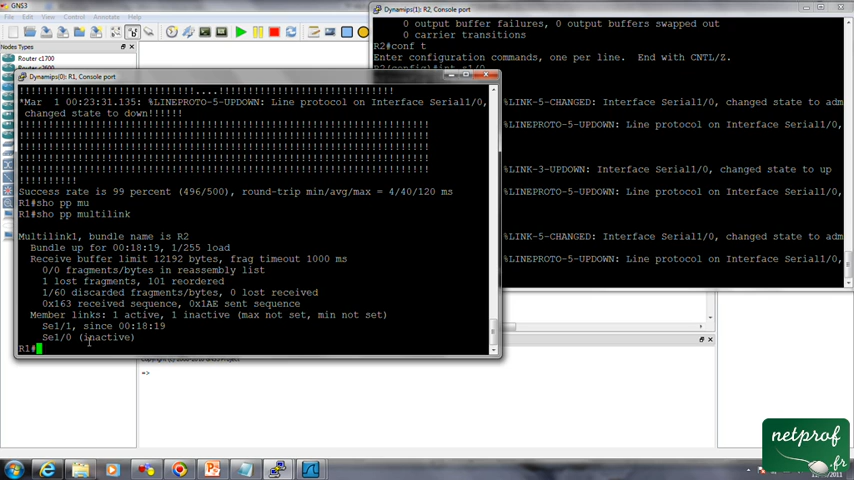 GNS3
File
Annotate
Help
Nodes Types
Router c1700
Dynamips(0): R1, Console port
!!!!!!!!!!!!!!!!!!!!!!!!!!!!!....!!!!!!!!!!!!!!!!!!!!!!!!!!!!!
*Mar  1 00:23:31.135: %LINEPROTO-5-UPDOWN: Line protocol on Interface Serial1/0,
changed state to down!!!!!!
!!!!!!!!!!!!!!!!!!!!!!!!!!!!!!!!!!!!!!!!!!!!!!!!!!!!!!!!!!!!!!!!!!!!!!
!!!!!!!!!!!!!!!!!!!!!!!!!!!!!!!!!!!!!!!!!!!!!!!!!!!!!!!!!!!!!!!!!!!!!!
!!!!!!!!!!!!!!!!!!!!!!!!!!!!!!!!!!!!!!!!!!!!!!!!!!!!!!!!!!!!!!!!!!!!!!
!!!!!!!!!!!!!!!!!!!!!!!!!!!!!!!!!!!!!!!!!!!!!!!!!!!!!!!!!!!!!!!!!!!!!!
!!!!!!!!!!!!!!!!!!!!!!!!!!!!!!!!!!!!!!!!!!!!!!!!!!!!!!!!!!!!!!!!!!!!!!
!!!!!!!!!!
Success rate is 99 percent (496/500), round-trip min/avg/max = 4/40/120 ms
R1#sho pp mu
R1#sho pp multilink
Multilink1, bundle name is R2
Bundle up for 00:18:19, 1/255 load
Receive buffer limit 12192 bytes, frag timeout 1000 ms
0/0 fragments/bytes in reassembly list
1 lost fragments, 101 reordered
1/60 discarded fragments/bytes, 0 lost received
0x163 received sequence, 0x1AE sent sequence
Member links: 1 active, 1 inactive (max not set, min not set)
Se1/1, since 00:18:19
Se1/0 (inactive)
R1#
Dynamips(1): R2, Console port
0 output buffer failures, 0 output buffers swapped out
0 carrier transitions
R2#conf t
Enter configuration commands, one per line.  End with CNTL/Z.
R2(config)#int s1/0
%LINK-5-CHANGED: Interface Serial1/0, changed state to adm
%LINEPROTO-5-UPDOWN: Line protocol on Interface Serial1/0,
%LINK-3-UPDOWN: Interface Serial1/0, changed state to up
%LINEPROTO-5-UPDOWN: Line protocol on Interface Serial1/0,
%LINK-5-CHANGED: Interface Serial1/0, changed state to adm
%LINEPROTO-5-UPDOWN: Line protocol on Interface Serial1/0,
=>
netprof
.fr